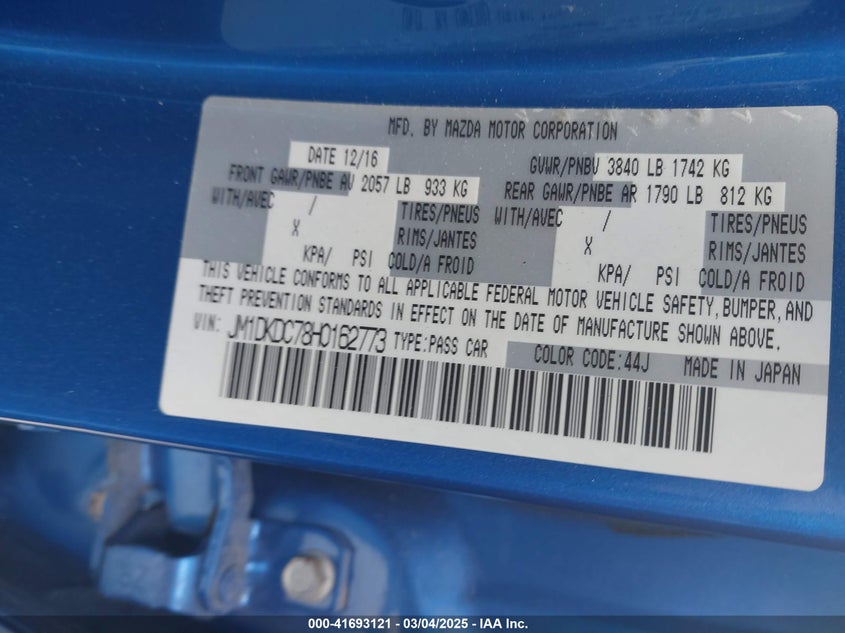 MFD. BY MAZDA MOTOR CORPORATION
DATE 12/16 GVWR/PNBV 3840 LB 1742 KG
FRONT GAWR/PNBE AV 2057 LB 933 KG REAR GAWR/PNBE AR 1790 LB 812 KG
WITH/AVEC / TIRES/PNEUS WITH/AVEC / TIRES/PNEUS
X RIMS/JANTES X RIMS/JANTES
KPA/ PSI COLD/A FROID KPA/ PSI COLD/A FROID
THIS VEHICLE CONFORMS TO ALL APPLICABLE FEDERAL MOTOR VEHICLE SAFETY, BUMPER, AND
THEFT PREVENTION STANDARDS IN EFFECT ON THE DATE OF MANUFACTURE SHOWN ABOVE.
VIN: JM1DKDC78H0162773 TYPE:PASS CAR COLOR CODE:44J MADE IN JAPAN
000-41693121 - 03/04/2025 - IAA Inc.